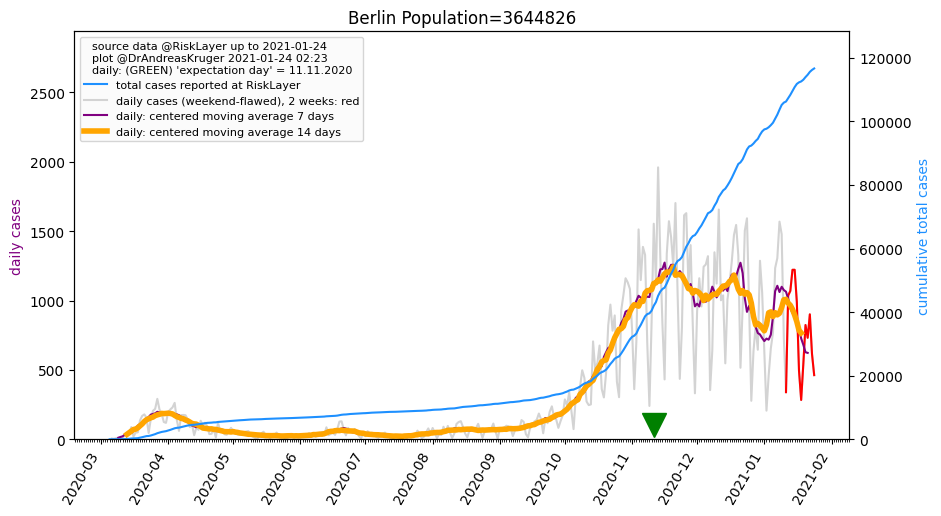 Berlin Population=3644826
source data @RiskLayer up to 2021-01-24
plot @DrAndreasKruger 2021-01-24 02:23
daily: (GREEN) 'expectation day' = 11.11.2020
total cases reported at RiskLayer
daily cases (weekend-flawed), 2 weeks: red
daily: centered moving average 7 days
daily: centered moving average 14 days
daily cases
2500
2000
1500
1000
500
0
120000
100000
80000
60000
40000
20000
0
cumulative total cases
2020-03
2020-04
2020-05
2020-06
2020-07
2020-08
2020-09
2020-10
2020-11
2020-12
2021-01
2021-02